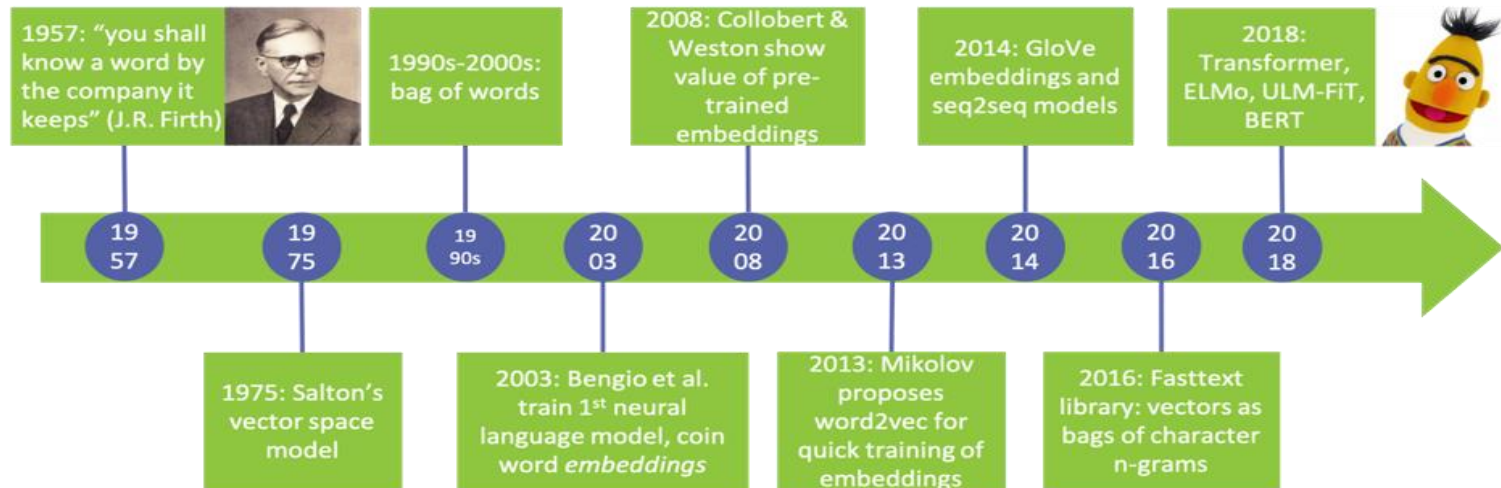 1957: “you shall
know a word by
the company it
keeps” (J.R. Firth)
1990s-2000s:
bag of words
2008: Collobert &
Weston show
value of pre-
trained
embeddings
2014: GloVe
embeddings and
seq2seq models
2018:
Transformer,
ELMo, ULM-FiT,
BERT
19
57
19
75
19
90s
20
03
20
08
20
13
20
14
20
16
20
18
1975: Salton’s
vector space
model
2003: Bengio et al.
train 1st neural
language model, coin
word embeddings
2013: Mikolov
proposes
word2vec for
quick training of
embeddings
2016: Fasttext
library: vectors as
bags of character
n-grams